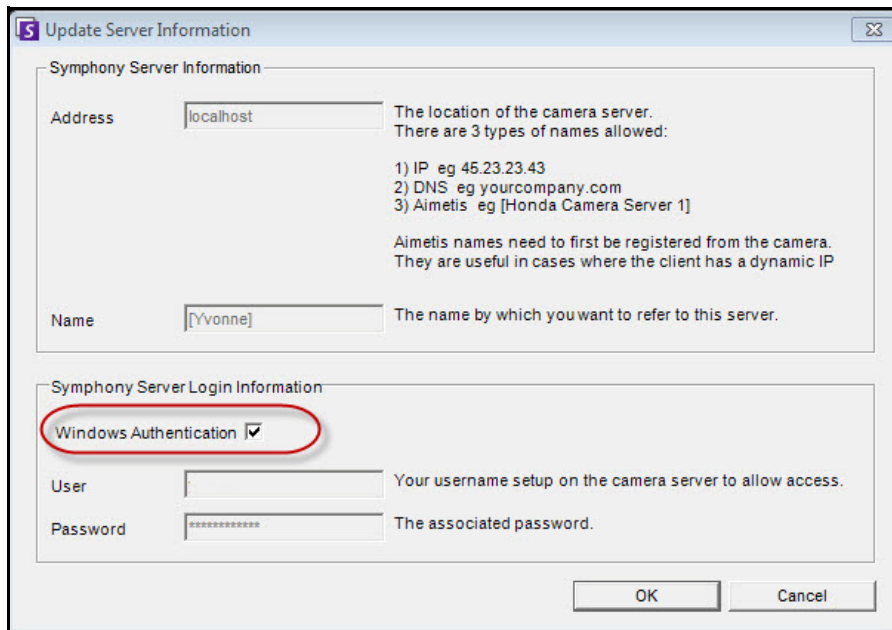 S Update Server Information
Symphony Server Information
Address
localhost
The location of the camera server.
There are 3 types of names allowed:
1) IP eg 45.23.23.43
2) DNS eg yourcompany.com
3) Aimetis eg [Honda Camera Server 1]
Aimetis names need to first be registered from the camera.
They are useful in cases where the client has a dynamic IP
Name
[Yvonne]
The name by which you want to refer to this server.
Symphony Server Login Information
Windows Authentication
User
Your username setup on the camera server to allow access.
Password
************
The associated password.
OK
Cancel